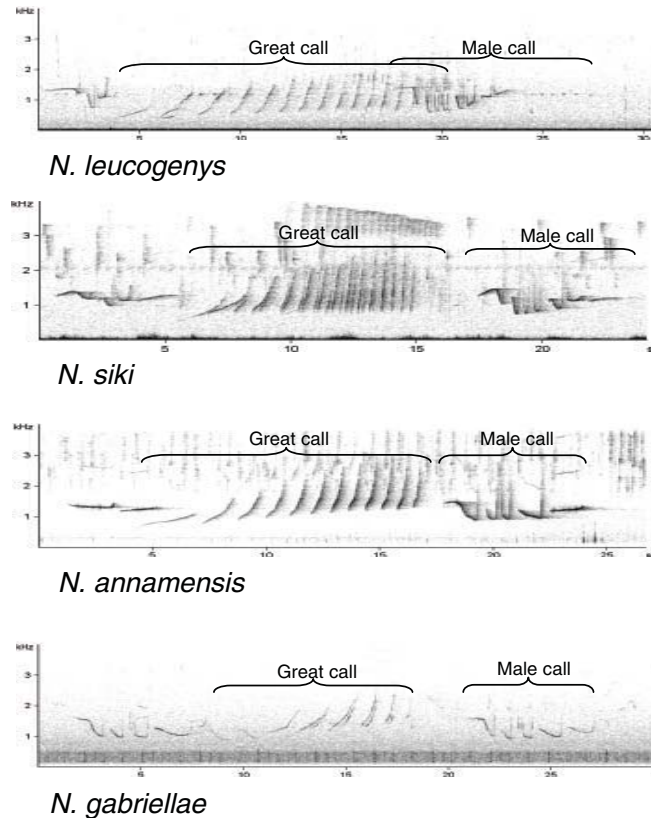 kHz
3
Great call Male call
2
1
5 10 15 20 25 30
N. leucogenys
kHz
3
Great call Male call
2
1
5 10 15 20 s
N. siki
kHz
3
Great call Male call
2
1
5 10 15 20 25 s
N. annamensis
kHz
3
Great call Male call
2
1
5 15 20 25
N. gabriellae